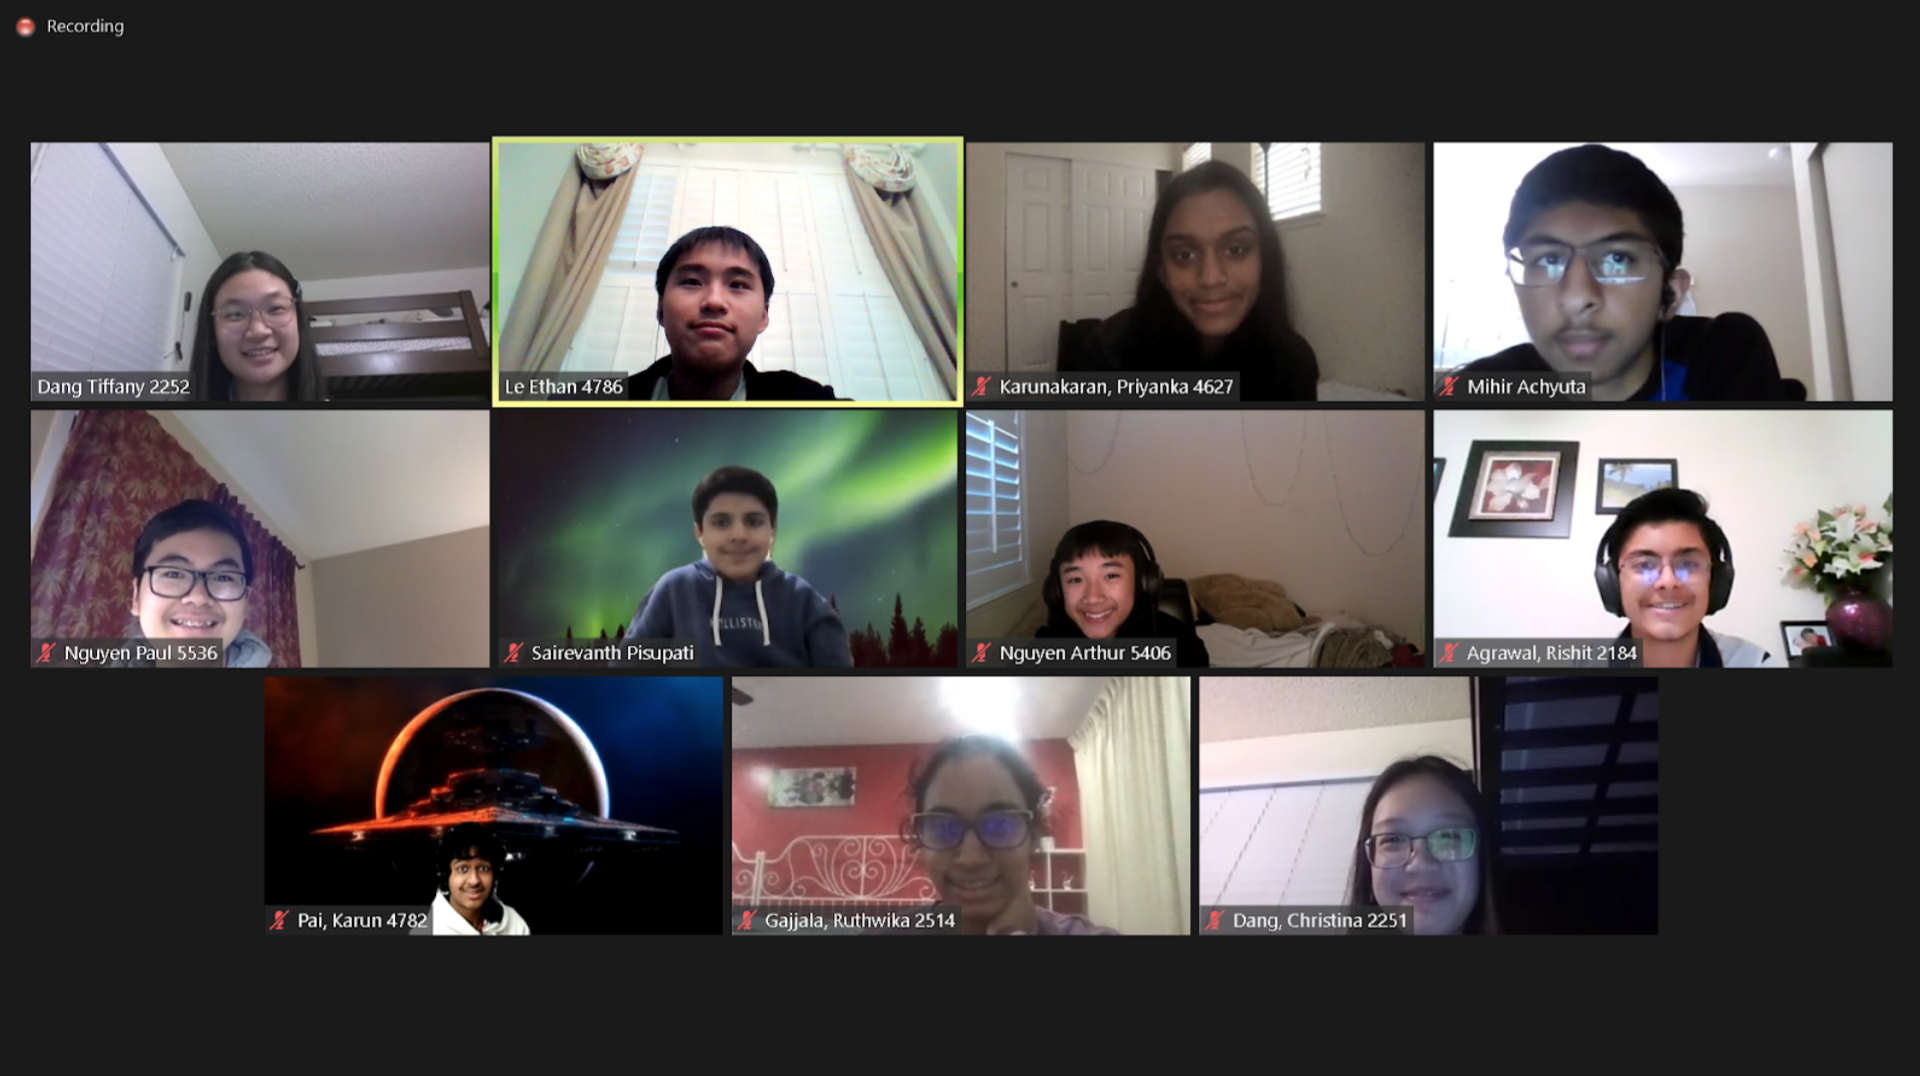 Recording
Dang Tiffany 2252
Le Ethan 4786
Karunakaran, Priyanka 4627
Mihir Achyuta
Nguyen Paul 5536
Sairevanth Pisupati
HOLLISTER
Nguyen Arthur 5406
Agrawal, Rishit 2184
Pai, Karun 4782
Gajjala, Ruthwika 2514
Dang, Christina 2251